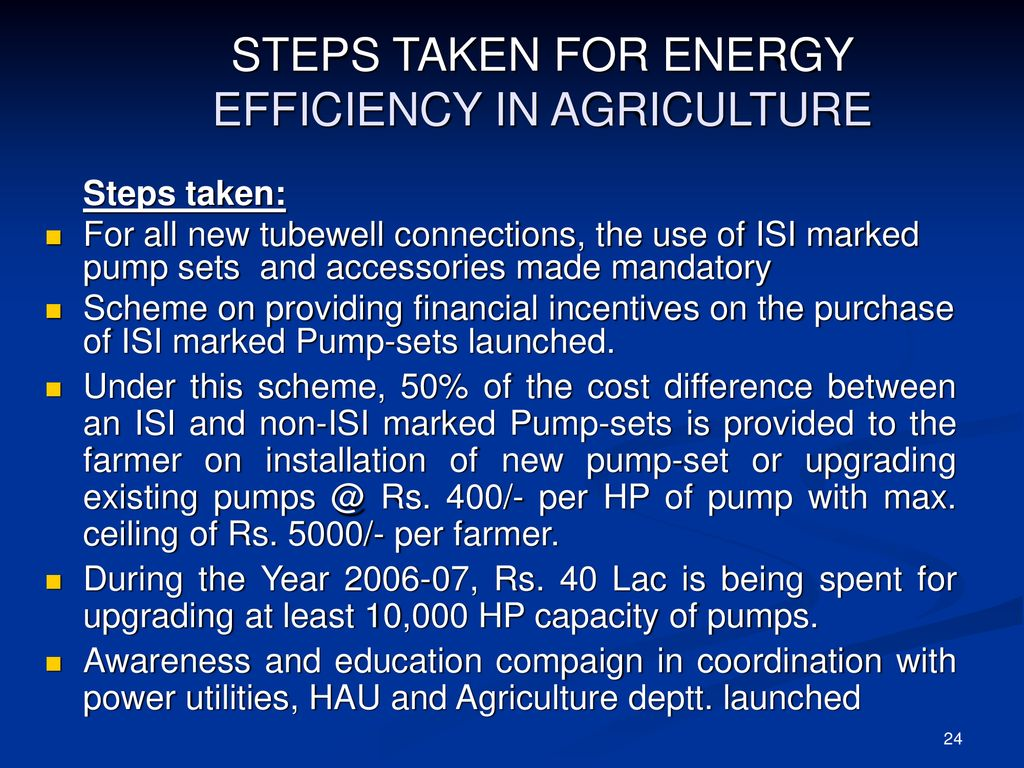 STEPS TAKEN FOR ENERGY
EFFICIENCY IN AGRICULTURE
Steps taken:
For all new tubewell connections, the use of ISI marked
pump sets and accessories made mandatory
Scheme on providing financial incentives on the purchase
of ISI marked Pump-sets launched.
Under this scheme, 50% of the cost difference between
an ISI and non-ISI marked Pump-sets is provided to the
farmer on installation of new pump-set or upgrading
existing pumps @ Rs. 400/- per HP of pump with max.
ceiling of Rs. 5000/- per farmer.
During the Year 2006-07, Rs. 40 Lac is being spent for
upgrading at least 10,000 HP capacity of pumps.
Awareness and education compaign in coordination with
power utilities, HAU and Agriculture deptt. launched
24